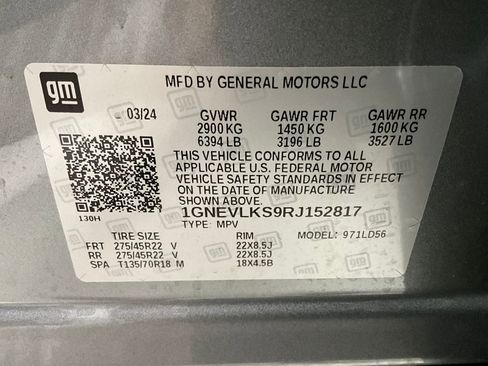 gm
MFD BY GENERAL MOTORS LLC
03/24 GVWR GAWR FRT GAWR RR
2900 KG 1450 KG 1600 KG
6394 LB 3196 LB 3527 LB
THIS VEHICLE CONFORMS TO ALL
APPLICABLE U.S. FEDERAL MOTOR
VEHICLE SAFETY STANDARDS IN EFFECT
ON THE DATE OF MANUFACTURE
SHOWN ABOVE.
130H 1GNEVLKS9RJ152817
TYPE: MPV MODEL: 971LD56
TIRE SIZE RIM
FRT 275/45R22 V 22X8.5J
RR 275/45R22 V 22X8.5J
SPA T135/70R18 M 18X4.5B